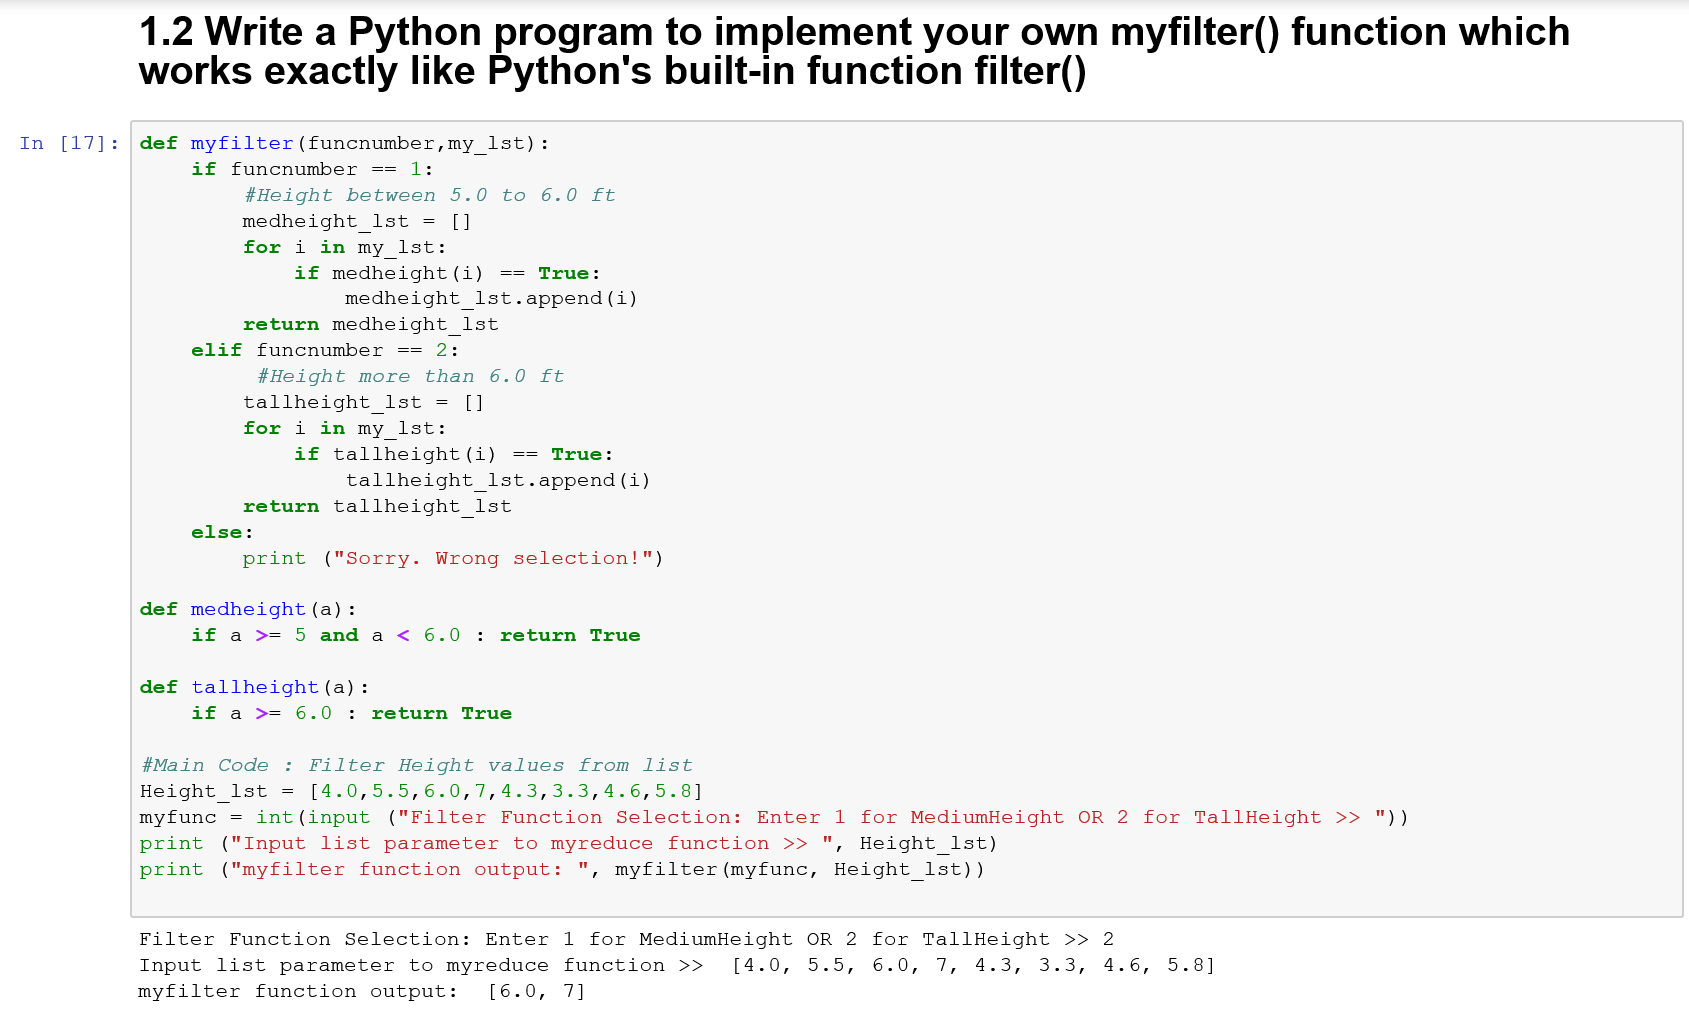 1.2 Write a Python program to implement your own myfilter() function which
works exactly like Python's built-in function filter()
In [17]:
def myfilter(funcnumber,my_lst):
    if funcnumber == 1:
        #Height between 5.0 to 6.0 ft
        medheight_lst = []
        for i in my_lst:
            if medheight(i) == True:
                medheight_lst.append(i)
        return medheight_lst
    elif funcnumber == 2:
         #Height more than 6.0 ft
        tallheight_lst = []
        for i in my_lst:
            if tallheight(i) == True:
                tallheight_lst.append(i)
        return tallheight_lst
    else:
        print ("Sorry. Wrong selection!")
def medheight(a):
    if a >= 5 and a < 6.0 : return True
def tallheight(a):
    if a >= 6.0 : return True
#Main Code : Filter Height values from list
Height_lst = [4.0,5.5,6.0,7,4.3,3.3,4.6,5.8]
myfunc = int(input ("Filter Function Selection: Enter 1 for MediumHeight OR 2 for TallHeight >> "))
print ("Input list parameter to myreduce function >> ", Height_lst)
print ("myfilter function output: ", myfilter(myfunc, Height_lst))
Filter Function Selection: Enter 1 for MediumHeight OR 2 for TallHeight >> 2
Input list parameter to myreduce function >>  [4.0, 5.5, 6.0, 7, 4.3, 3.3, 4.6, 5.8]
myfilter function output:  [6.0, 7]